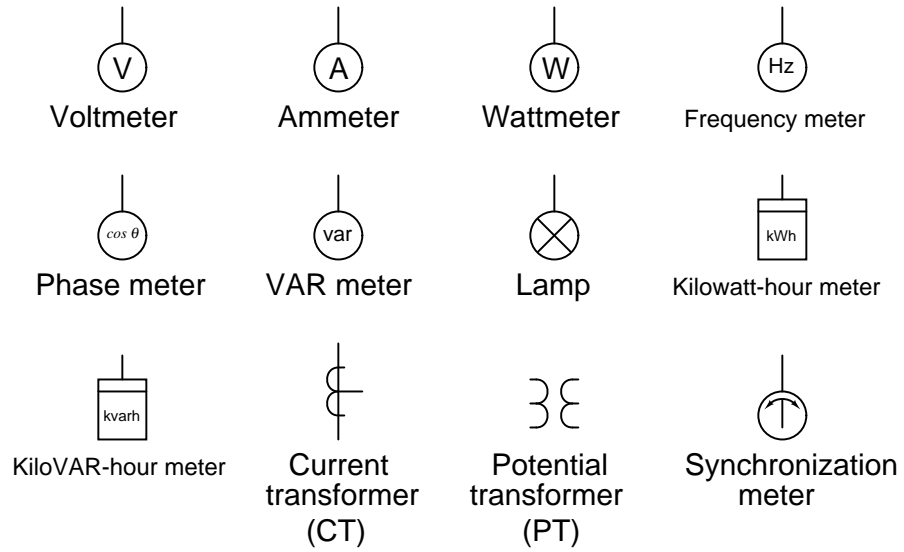 V
A
W
Hz
Voltmeter
Ammeter
Wattmeter
Frequency meter
cos θ
var
kWh
Phase meter
VAR meter
Lamp
Kilowatt-hour meter
kvarh
KiloVAR-hour meter
Current
transformer
(CT)
Potential
transformer
(PT)
Synchronization
meter